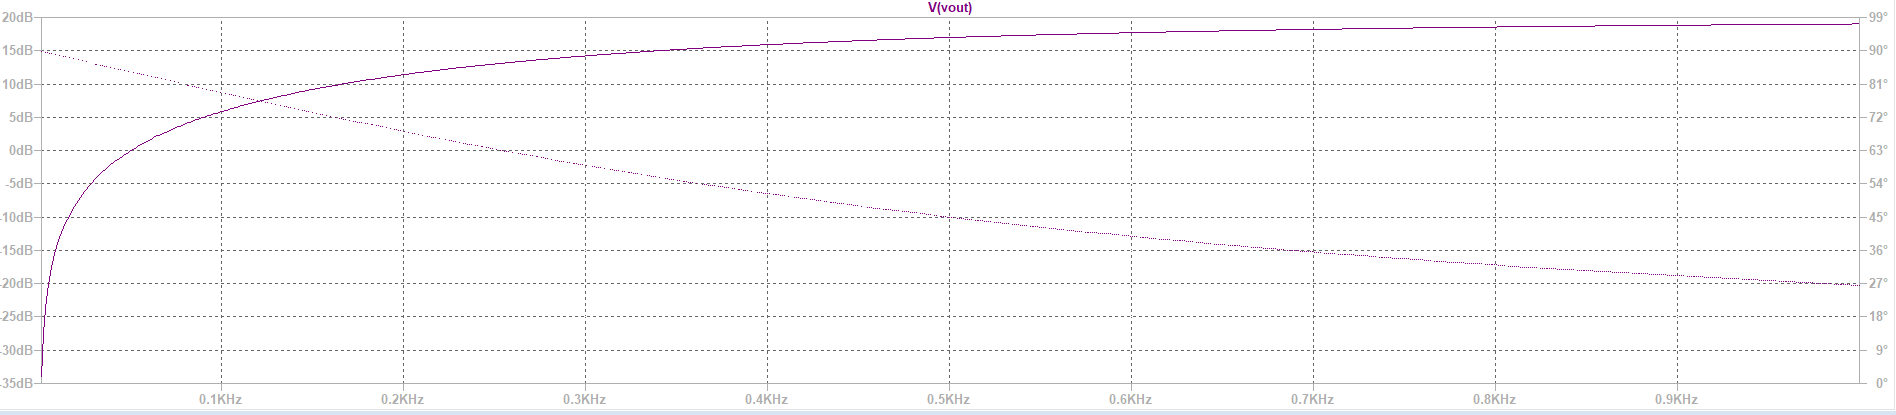 V(vout)
20dB
15dB
10dB
5dB
0dB
-5dB
-10dB
-15dB
-20dB
-25dB
-30dB
-35dB
99°
90°
81°
72°
63°
54°
45°
36°
27°
18°
9°
0°
0.1KHz 0.2KHz 0.3KHz 0.4KHz 0.5KHz 0.6KHz 0.7KHz 0.8KHz 0.9KHz